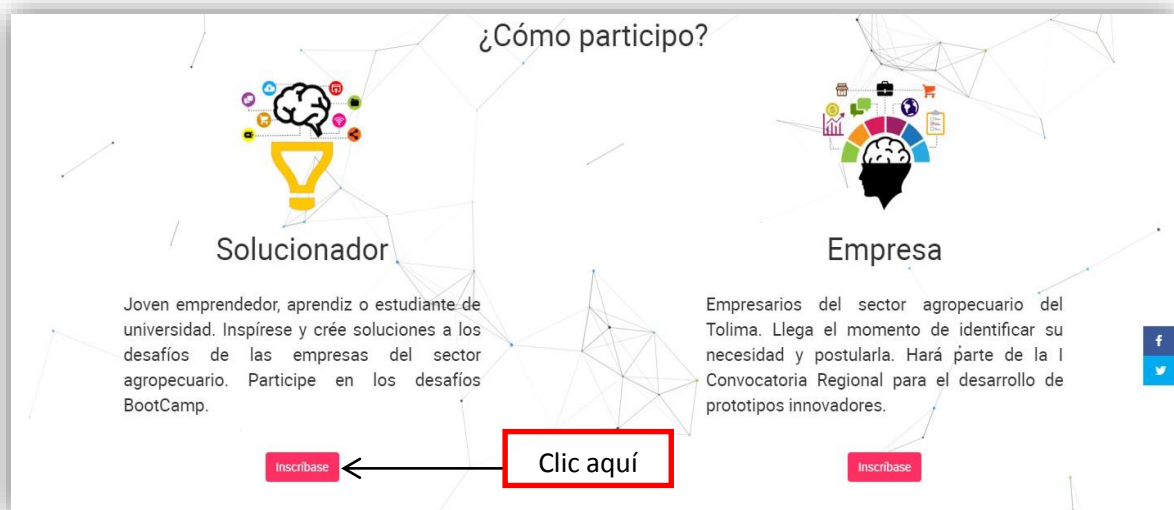 ¿Cómo participo?
Solucionador
Joven emprendedor, aprendiz o estudiante de
universidad. Inspírese y crée soluciones a los
desafíos de las empresas del sector
agropecuario. Participe en los desafíos
BootCamp.
Inscríbase
Clic aquí
Empresa
Empresarios del sector agropecuario del
Tolima. Llega el momento de identificar su
necesidad y postularla. Hará parte de la I
Convocatoria Regional para el desarrollo de
prototipos innovadores.
Inscríbase